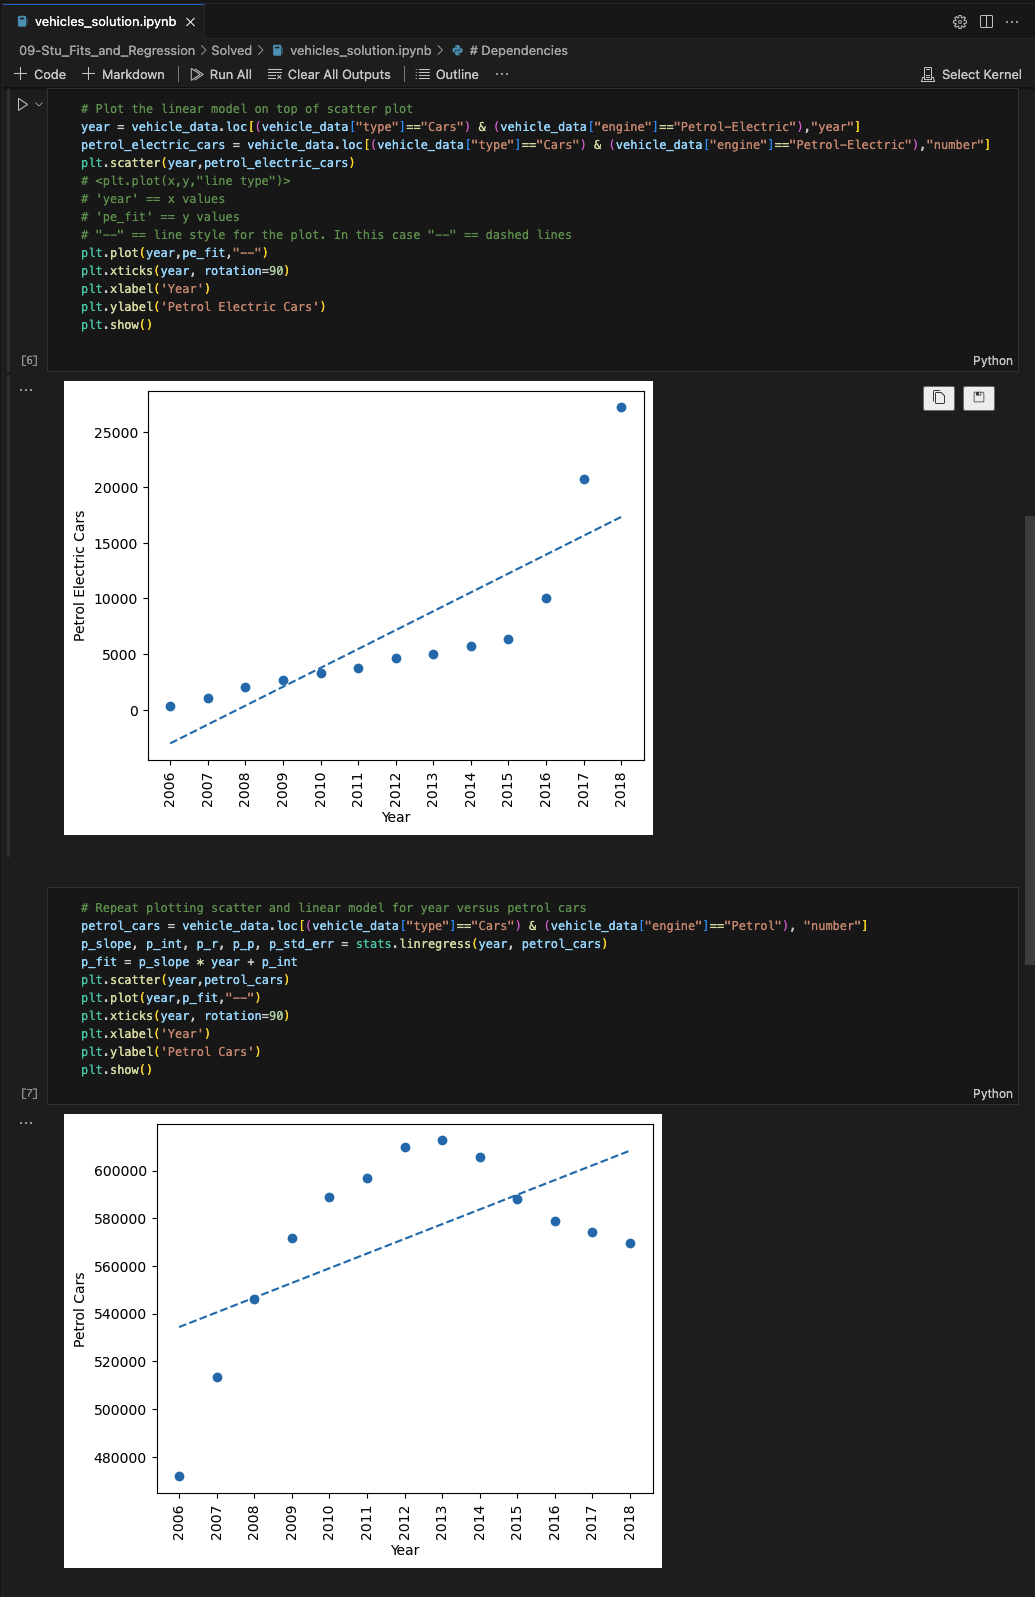 vehicles_solution.ipynb
09-Stu_Fits_and_Regression > Solved > vehicles_solution.ipynb > # Dependencies
Code Markdown Run All Clear All Outputs Outline ... Select Kernel
# Plot the linear model on top of scatter plot
year = vehicle_data.loc[(vehicle_data["type"]=="Cars") & (vehicle_data["engine"]=="Petrol-Electric"),"year"]
petrol_electric_cars = vehicle_data.loc[(vehicle_data["type"]=="Cars") & (vehicle_data["engine"]=="Petrol-Electric"),"number"]
plt.scatter(year,petrol_electric_cars)
# <plt.plot(x,y,"line type")>
# 'year' == x values
# 'pe_fit' == y values
# "--" == line style for the plot. In this case "--" == dashed lines
plt.plot(year,pe_fit,"--")
plt.xticks(year, rotation=90)
plt.xlabel('Year')
plt.ylabel('Petrol Electric Cars')
plt.show()
[6]
Python
25000
20000
15000
10000
5000
0
Petrol Electric Cars
2006 2007 2008 2009 2010 2011 2012 2013 2014 2015 2016 2017 2018
Year
# Repeat plotting scatter and linear model for year versus petrol cars
petrol_cars = vehicle_data.loc[(vehicle_data["type"]=="Cars") & (vehicle_data["engine"]=="Petrol"), "number"]
p_slope, p_int, p_r, p_p, p_std_err = stats.linregress(year, petrol_cars)
p_fit = p_slope * year + p_int
plt.scatter(year,petrol_cars)
plt.plot(year,p_fit,"--")
plt.xticks(year, rotation=90)
plt.xlabel('Year')
plt.ylabel('Petrol Cars')
plt.show()
[7]
Python
600000
580000
560000
540000
520000
500000
480000
Petrol Cars
2006 2007 2008 2009 2010 2011 2012 2013 2014 2015 2016 2017 2018
Year